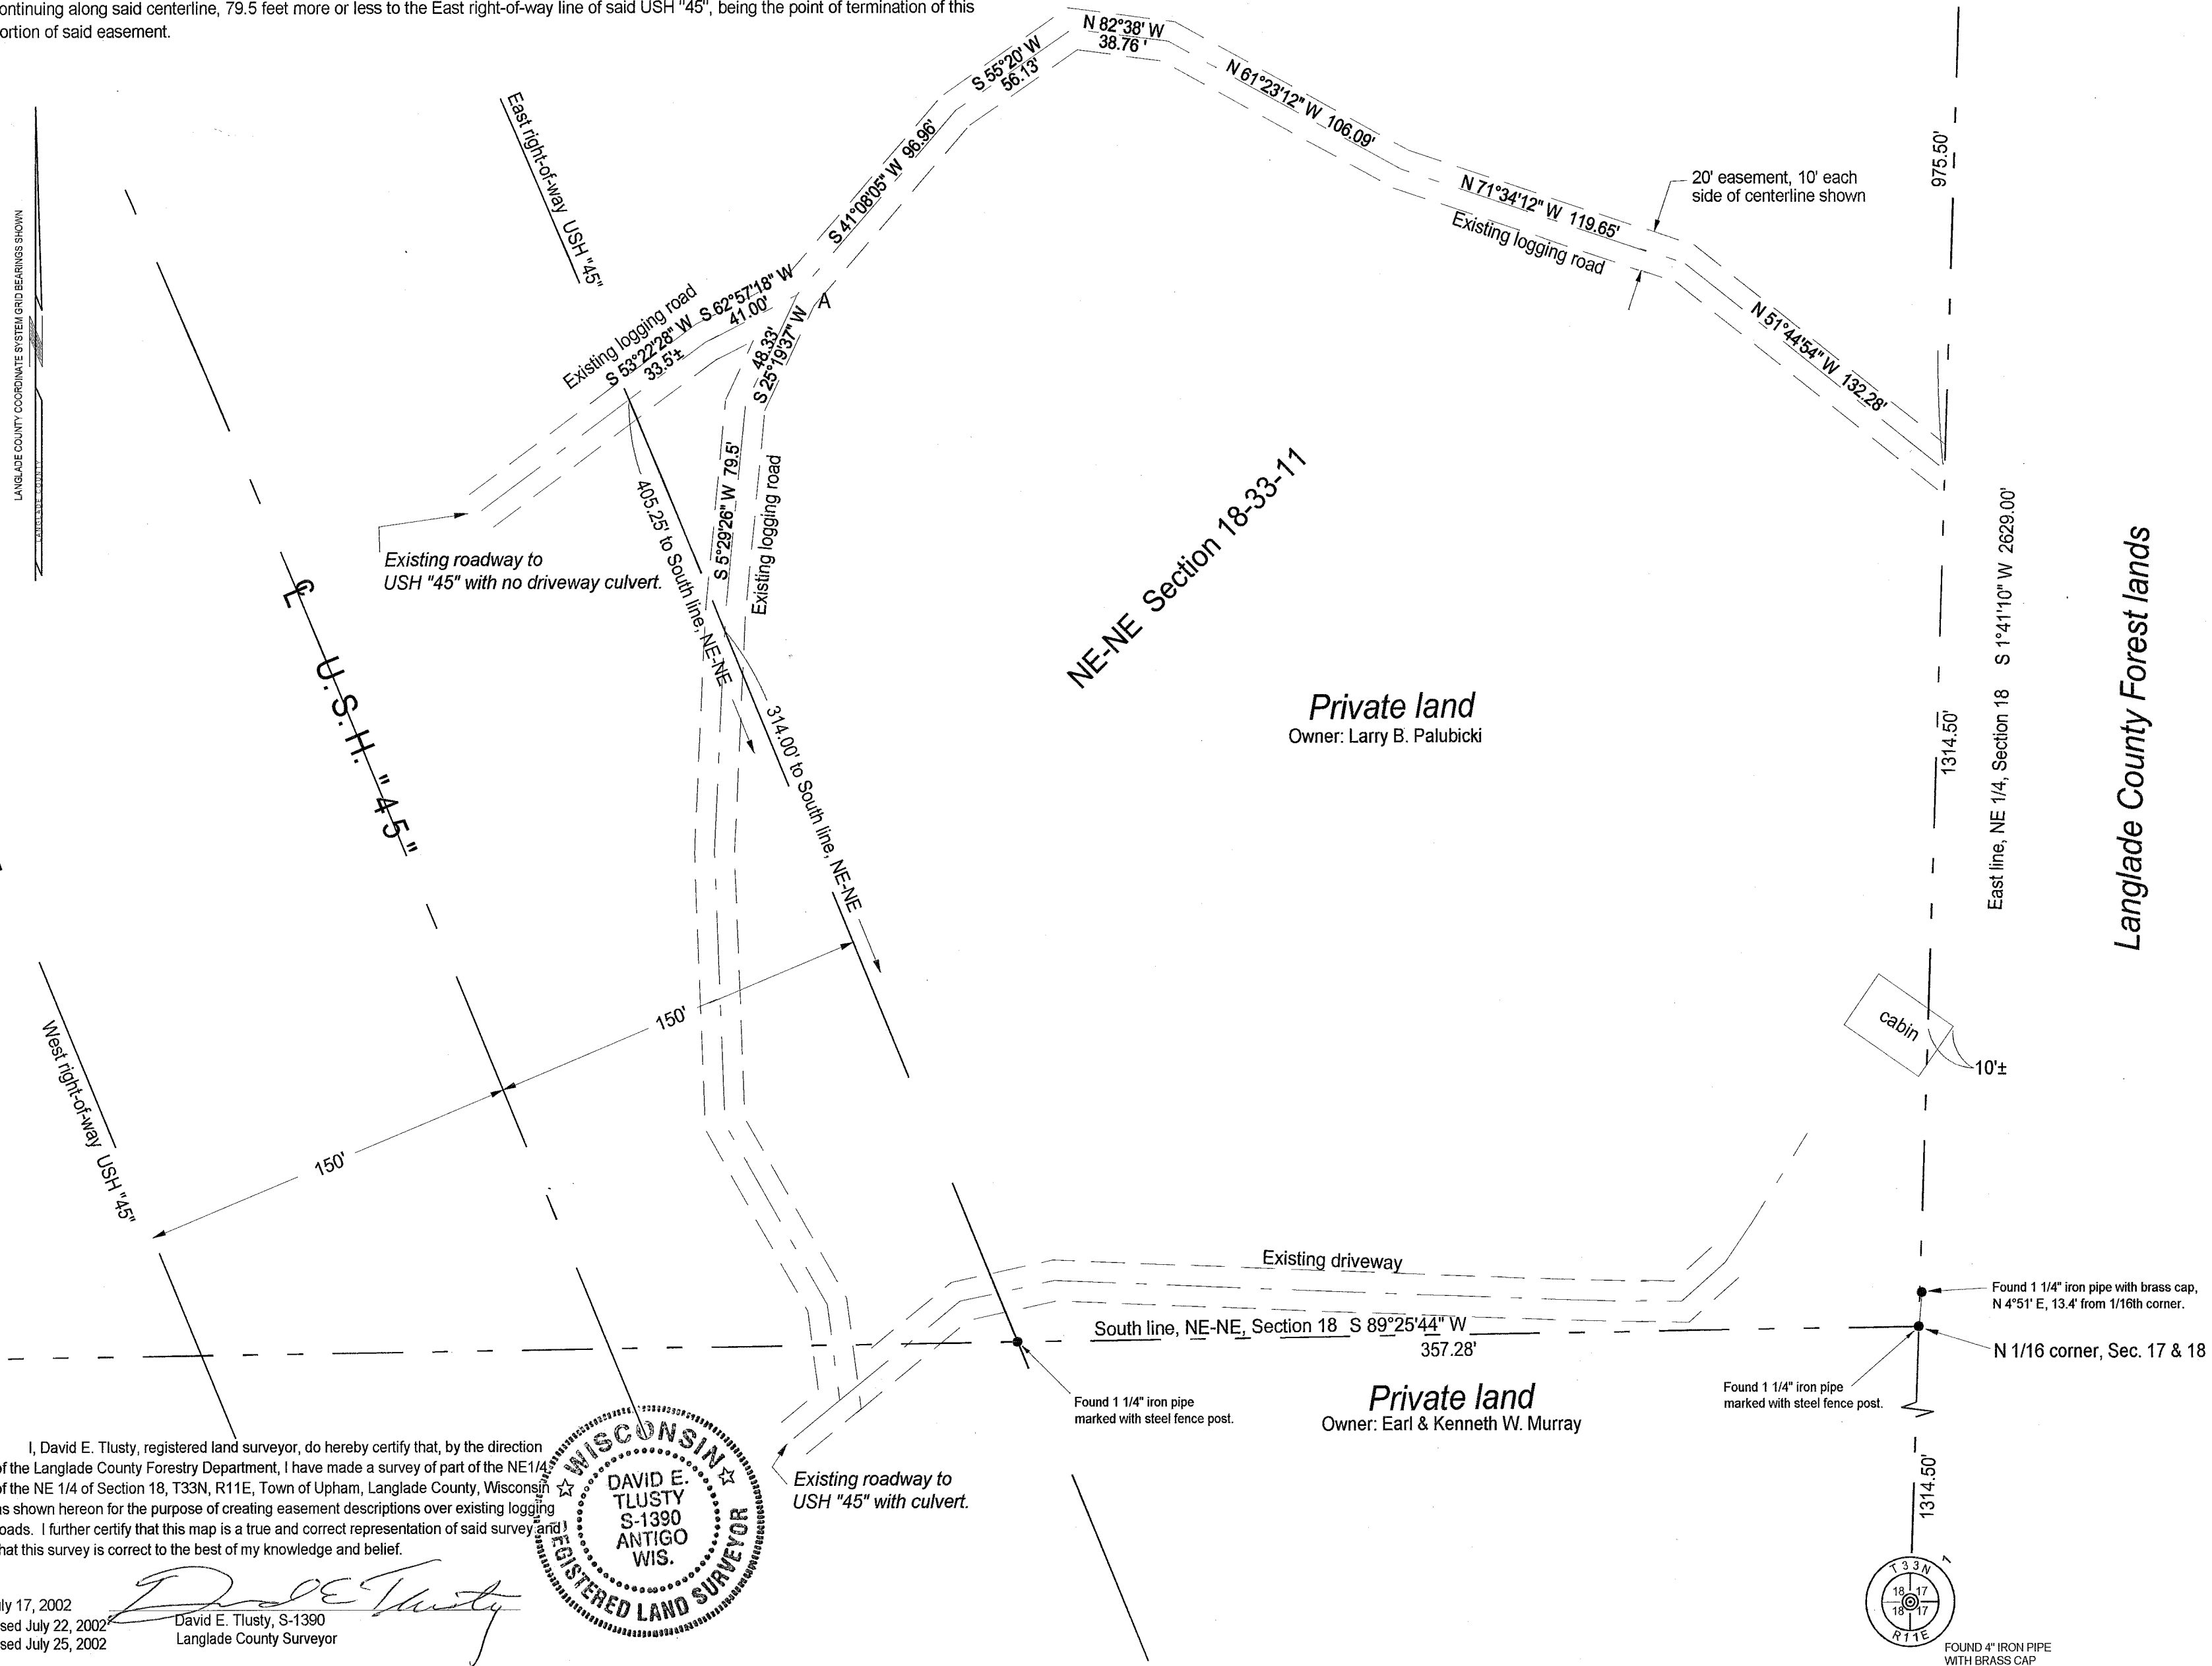 ontinuing along said centerline, 79.5 feet more or less to the East right-of-way line of said USH "45", being the point of termination of this
ortion of said easement.
LANGLADE COUNTY COORDINATE SYSTEM GRID BEARINGS SHOWN
LANGLADE COUNTY
East right-of-way USH "45"
N 82°38' W
38.76 '
S 55°20' W
56.13'
N 61°23'12" W 106.09'
S 41°08'05" W 96.96'
N 71°34'12" W 119.65'
Existing logging road
20' easement, 10' each
side of centerline shown
975.50'
N 51°44'54" W 132.28'
Existing logging road
S 62°57'18" W
41.00'
S 53°22'28" W
33.5'±
A
48.33'
S 25°19'37" W
S 5°29'26" W 79.5'
Existing logging road
405.25' to South line, NE-NE
314.00' to South line, NE-NE
Existing roadway to
USH "45" with no driveway culvert.
℄ U.S.H. "45"
NE-NE Section 18-33-11
Private land
Owner: Larry B. Palubicki
1314.50'
East line, NE 1/4, Section 18 S 1°41'10" W 2629.00'
Langlade County Forest lands
West right-of-way USH "45"
150'
150'
cabin
10'±
Existing driveway
South line, NE-NE, Section 18 S 89°25'44" W
357.28'
Found 1 1/4" iron pipe with brass cap,
N 4°51' E, 13.4' from 1/16th corner.
N 1/16 corner, Sec. 17 & 18
Found 1 1/4" iron pipe
marked with steel fence post.
Found 1 1/4" iron pipe
marked with steel fence post.
Private land
Owner: Earl & Kenneth W. Murray
Existing roadway to
USH "45" with culvert.
1314.50'
T33N
18 17
18 17
R11E
1
FOUND 4" IRON PIPE
WITH BRASS CAP
I, David E. Tlusty, registered land surveyor, do hereby certify that, by the direction
of the Langlade County Forestry Department, I have made a survey of part of the NE1/4
of the NE 1/4 of Section 18, T33N, R11E, Town of Upham, Langlade County, Wisconsin
as shown hereon for the purpose of creating easement descriptions over existing logging
oads. I further certify that this map is a true and correct representation of said survey and
hat this survey is correct to the best of my knowledge and belief.
WISCONSIN
DAVID E.
TLUSTY
S-1390
ANTIGO
WIS.
REGISTERED LAND SURVEYOR
David E Tlusty
ly 17, 2002
sed July 22, 2002
sed July 25, 2002
David E. Tlusty, S-1390
Langlade County Surveyor